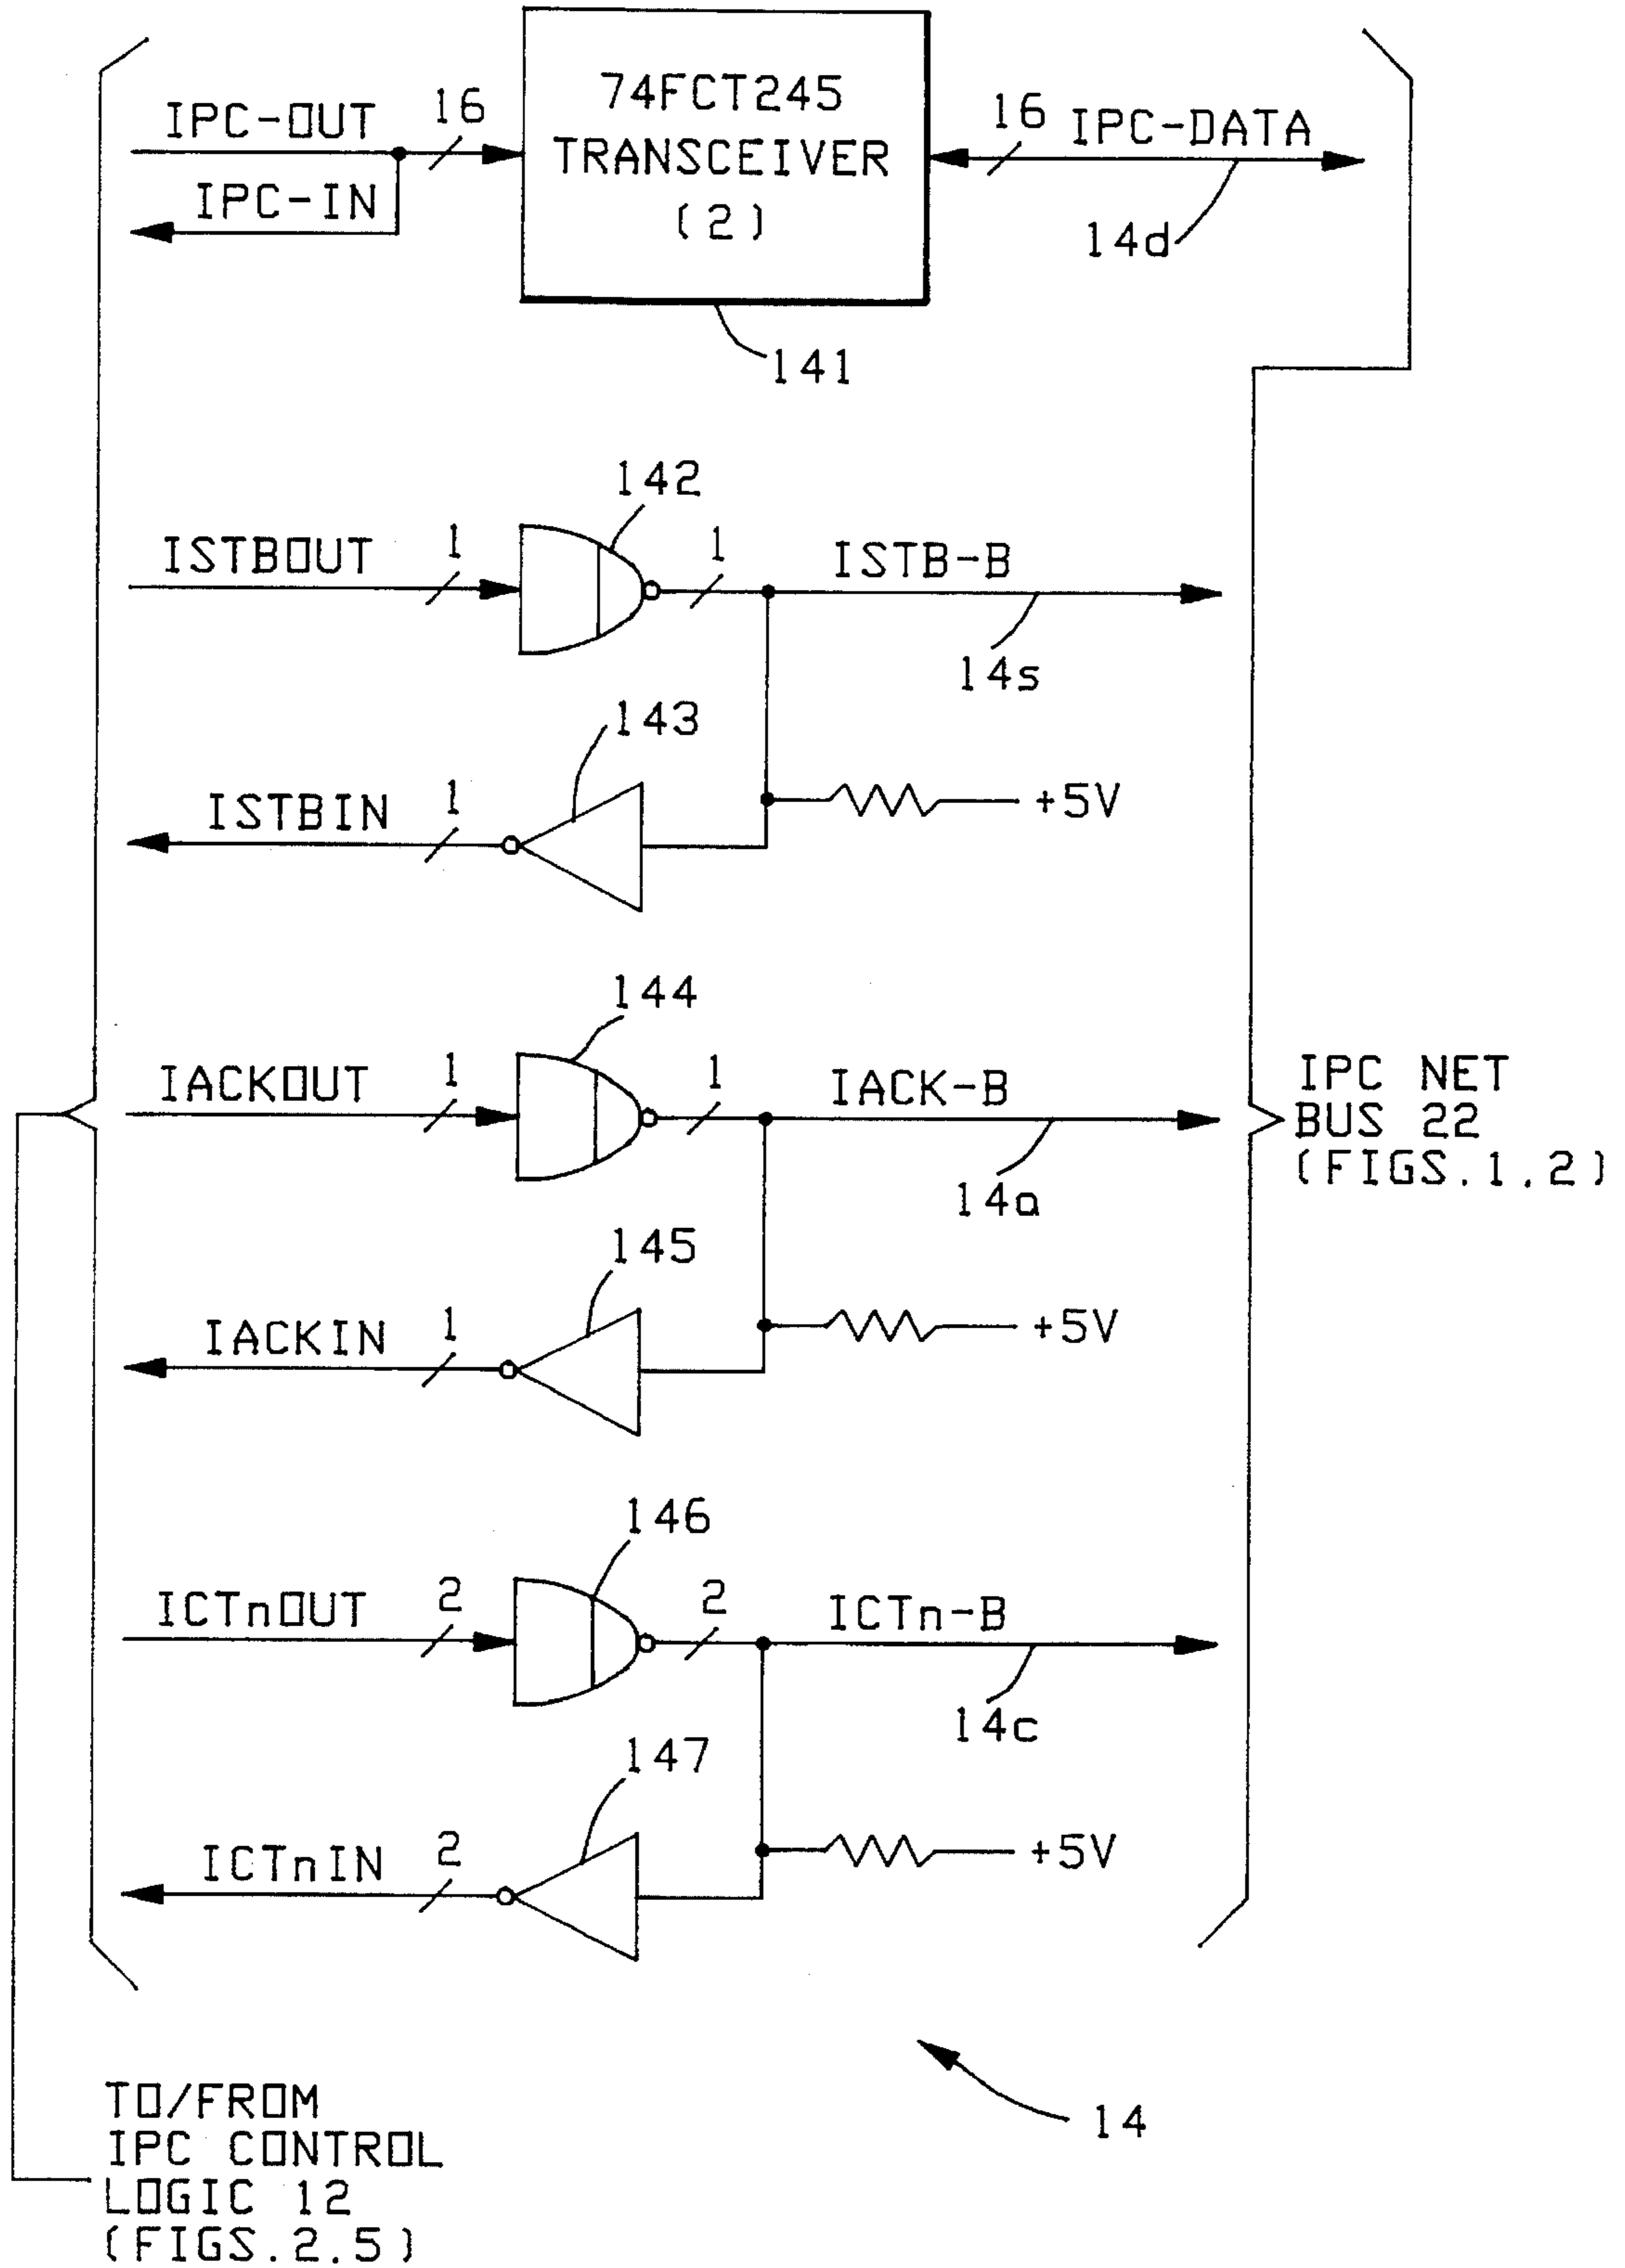 74FCT245
TRANSCEIVER
(2)
IPC-OUT
16
IPC-IN
16
IPC-DATA
14d
141
142
ISTBOUT
1
1
ISTB-B
14s
143
ISTBIN
1
+5V
144
IACKOUT
1
1
IACK-B
14a
IPC NET
BUS 22
(FIGS.1,2)
145
IACKIN
1
+5V
146
ICTnOUT
2
2
ICTn-B
14c
147
ICTnIN
2
+5V
14
TO/FROM
IPC CONTROL
LOGIC 12
(FIGS.2,5)